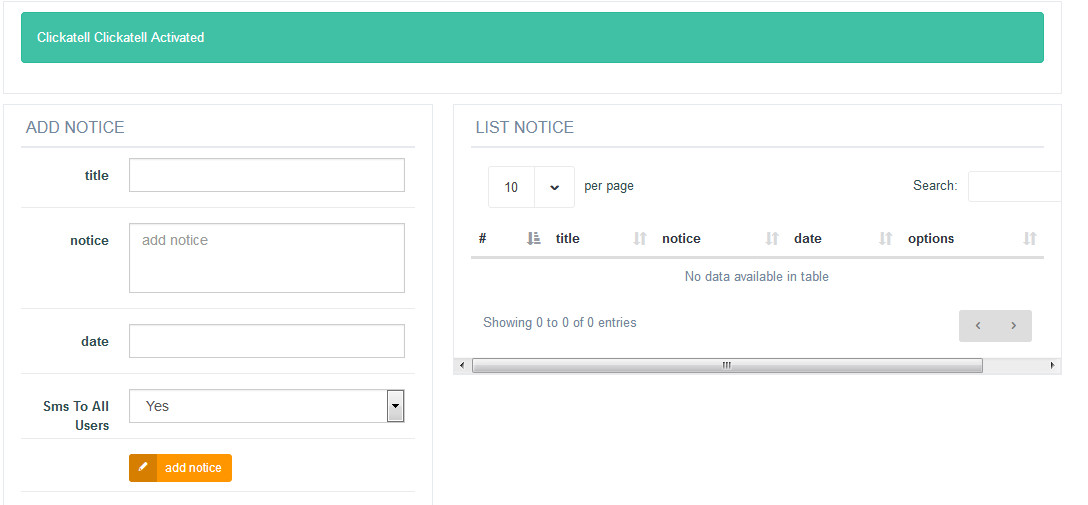 Clickatell Clickatell Activated
ADD NOTICE
title
notice
add notice
date
Sms To All
Users
Yes
add notice
LIST NOTICE
10 per page
Search:
# title notice date options
No data available in table
Showing 0 to 0 of 0 entries